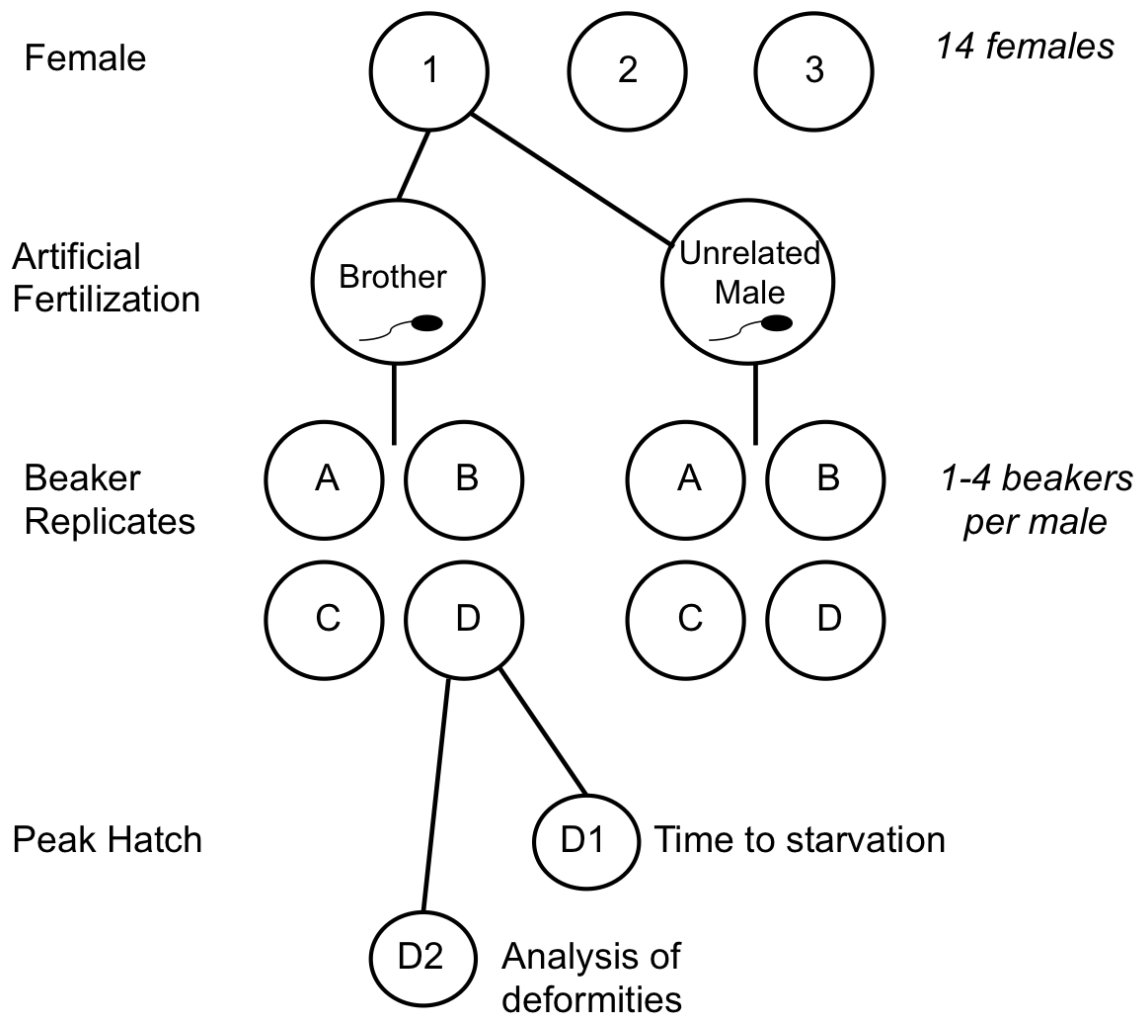 Female
1
2
3
14 females
Artificial
Fertilization
Brother
Unrelated
Male
Beaker
Replicates
A
B
A
B
1-4 beakers
per male
C
D
C
D
Peak Hatch
D1
Time to starvation
D2
Analysis of
deformities